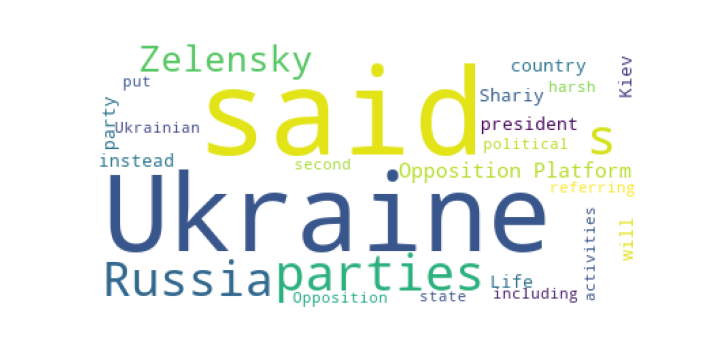 Zelensky
said
country
Kiev
put
Shariy
harsh
party
Ukrainian
president
s
political
instead
second
Opposition Platform
Ukraine
referring
activities
will
Russia
parties
Life
Opposition
state
including